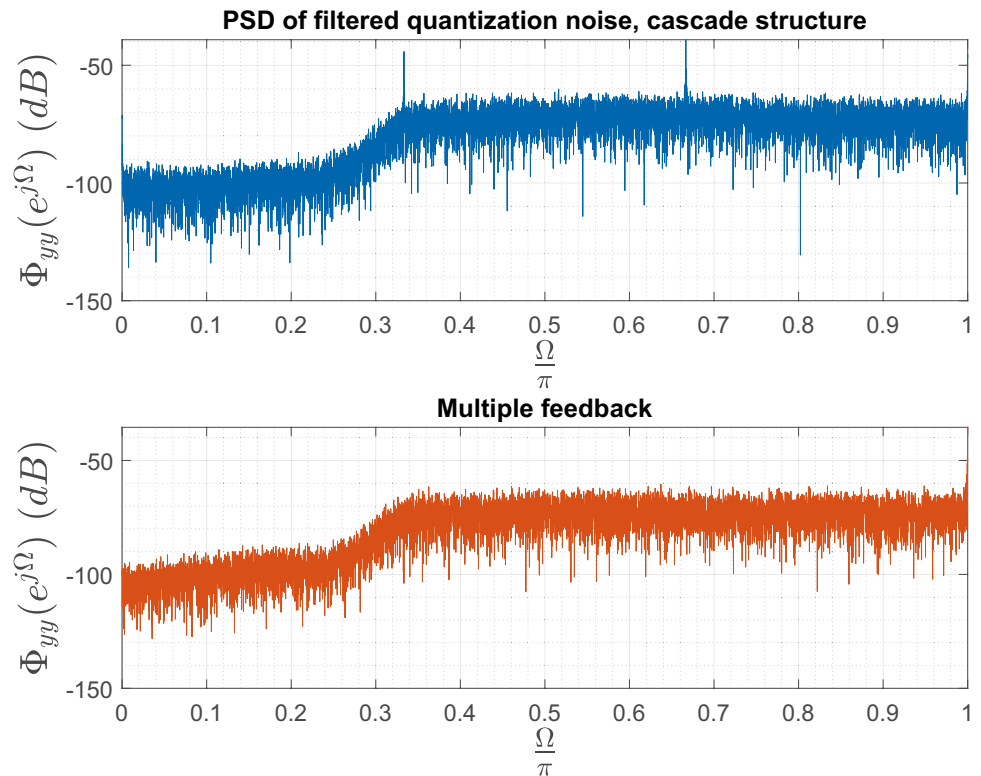 PSD of filtered quantization noise, cascade structure
-50
-100
-150
Φyy(e^{jΩ}) (dB)
0 0.1 0.2 0.3 0.4 0.5 0.6 0.7 0.8 0.9 1
Ω/π
Multiple feedback
-50
-100
-150
Φyy(e^{jΩ}) (dB)
0 0.1 0.2 0.3 0.4 0.5 0.6 0.7 0.8 0.9 1
Ω/π